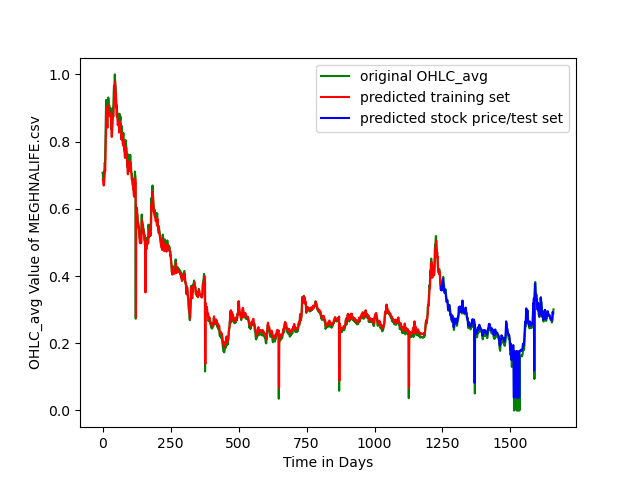 original OHLC_avg
predicted training set
predicted stock price/test set
OHLC_avg Value of MEGHNALIFE.csv
1.0
0.8
0.6
0.4
0.2
0.0
0 250 500 750 1000 1250 1500
Time in Days